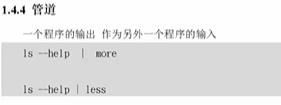 1.4.4 管道
一个程序的输出 作为另外一个程序的输入
ls --help | more
ls --help | less